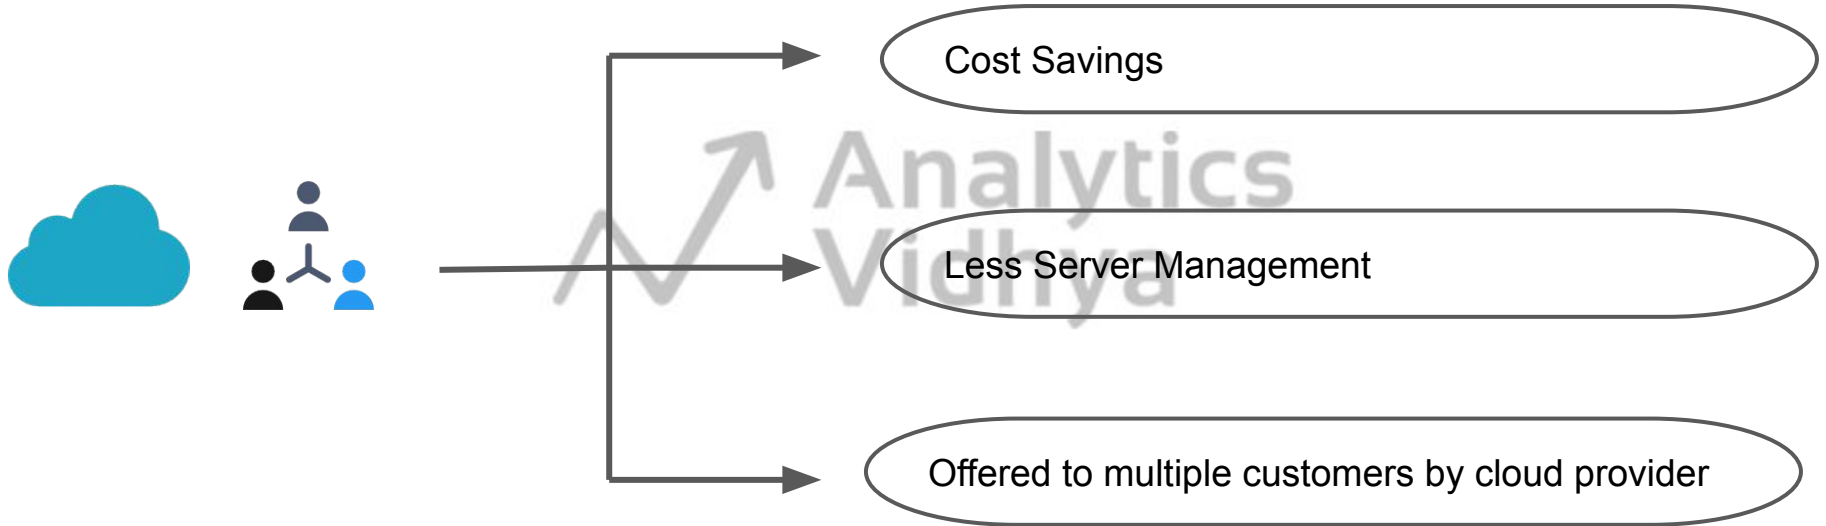 Cost Savings
Analytics
Vidhya
Less Server Management
Offered to multiple customers by cloud provider